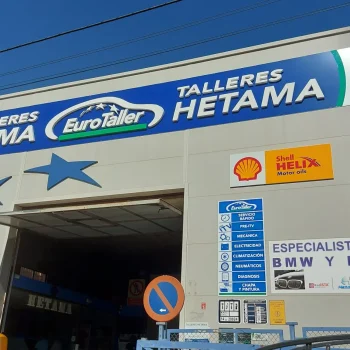 LERES
MA
EuroTaller
TALLERES
HETAMA
Shell
HELIX
Motor oils
EuroTaller
SERVICIO
RÁPIDO
PRE-ITV
MECÁNICA
ELECTRICIDAD
CLIMATIZACIÓN
NEUMÁTICOS
DIAGNOSIS
CHAPA
Y PINTURA
ESPECIALIST
BMW Y
HETAMA